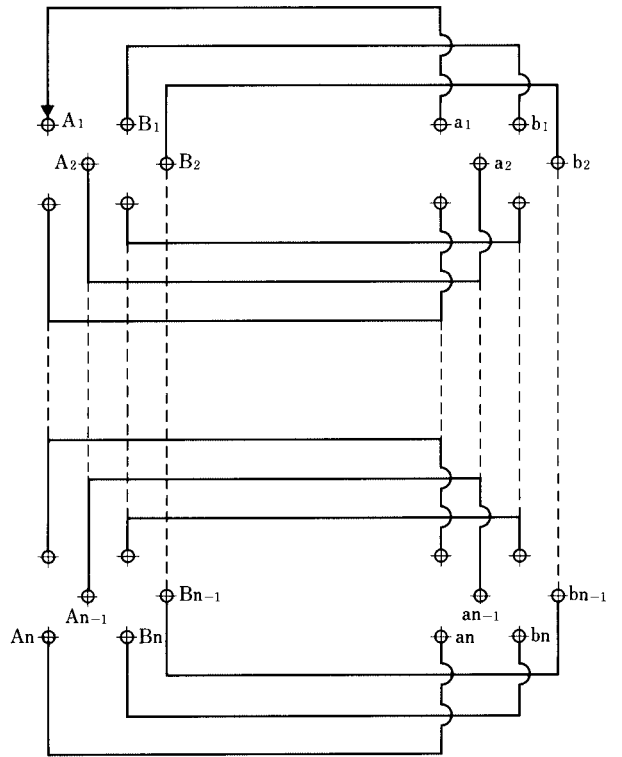 A₁ B₁ a₁ b₁
A₂ B₂ a₂ b₂
An₋₁ Bn₋₁ an₋₁ bn₋₁
An Bn an bn